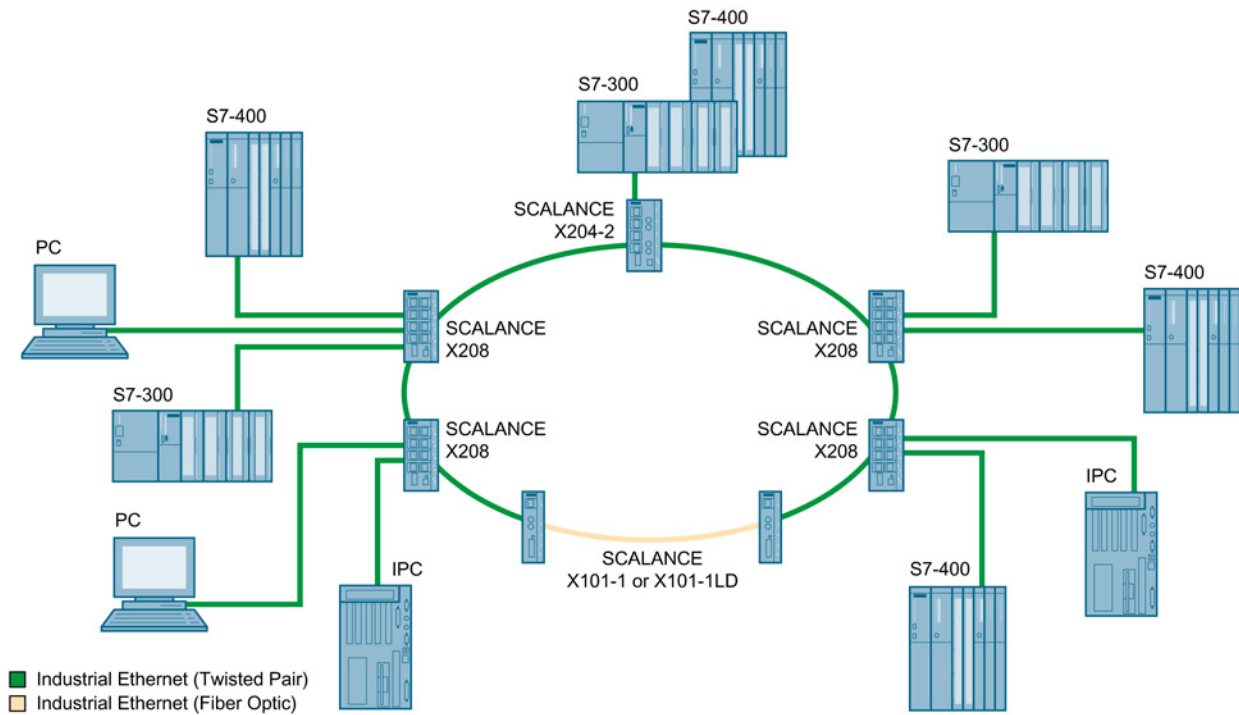 S7-400
S7-300
S7-400
S7-300
SCALANCE
X204-2
PC
S7-400
SCALANCE
X208
SCALANCE
X208
S7-300
SCALANCE
X208
SCALANCE
X208
IPC
PC
IPC
SCALANCE
X101-1 or X101-1LD
S7-400
Industrial Ethernet (Twisted Pair)
Industrial Ethernet (Fiber Optic)